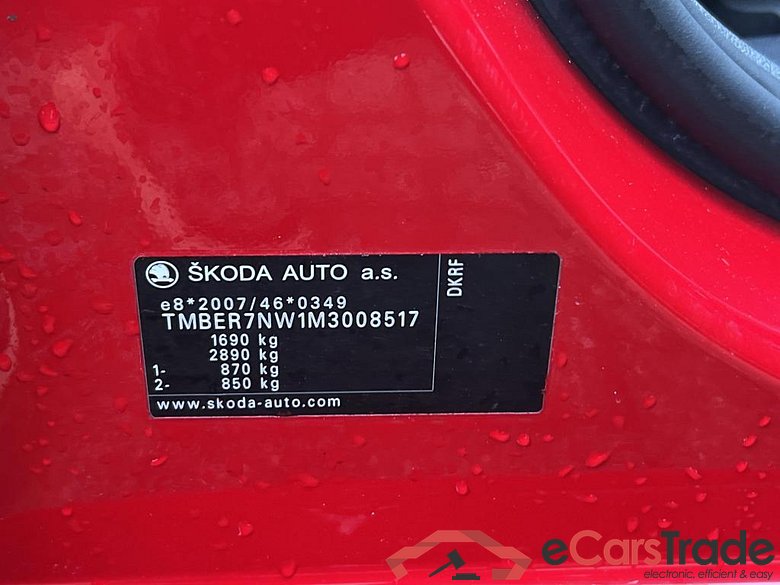 ŠKODA AUTO a.s.
e8*2007/46*0349
TMBER7NW1M3008517
1690 kg
2890 kg
1- 870 kg
2- 850 kg
www.skoda-auto.com
DKRF
eCarsTrade
electronic, efficient & easy